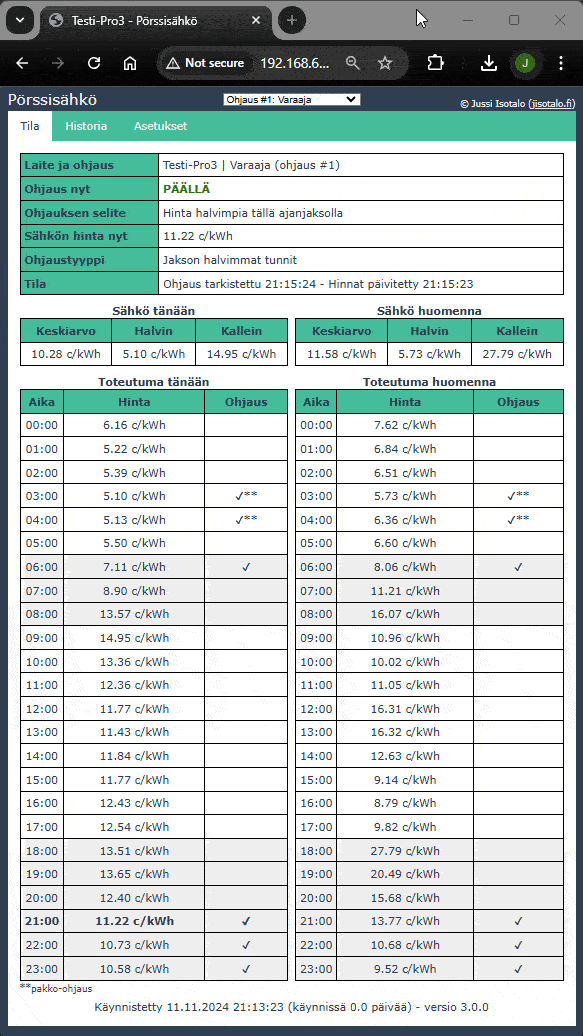 Testi-Pro3 - Pörssisähkö
Not secure 192.168.6...
J
Pörssisähkö Ohjaus #1: Varaaja © Jussi Isotalo (jisotalo.fi)
Tila Historia Asetukset
Laite ja ohjaus Testi-Pro3 | Varaaja (ohjaus #1)
Ohjaus nyt PÄÄLLÄ
Ohjauksen selite Hinta halvimpia tällä ajanjaksolla
Sähkön hinta nyt 11.22 c/kWh
Ohjaustyyppi Jakson halvimmat tunnit
Tila Ohjaus tarkistettu 21:15:24 - Hinnat päivitetty 21:15:23
Sähkö tänään Sähkö huomenna
Keskiarvo Halvin Kallein Keskiarvo Halvin Kallein
10.28 c/kWh 5.10 c/kWh 14.95 c/kWh 11.58 c/kWh 5.73 c/kWh 27.79 c/kWh
Toteutuma tänään Toteutuma huomenna
Aika Hinta Ohjaus Aika Hinta Ohjaus
00:00 6.16 c/kWh 00:00 7.62 c/kWh
01:00 5.22 c/kWh 01:00 6.84 c/kWh
02:00 5.39 c/kWh 02:00 6.51 c/kWh
03:00 5.10 c/kWh ✓** 03:00 5.73 c/kWh ✓**
04:00 5.13 c/kWh ✓** 04:00 6.36 c/kWh ✓**
05:00 5.50 c/kWh 05:00 6.60 c/kWh
06:00 7.11 c/kWh ✓ 06:00 8.06 c/kWh ✓
07:00 8.90 c/kWh 07:00 11.21 c/kWh
08:00 13.57 c/kWh 08:00 16.07 c/kWh
09:00 14.95 c/kWh 09:00 10.96 c/kWh
10:00 13.36 c/kWh 10:00 10.02 c/kWh
11:00 12.36 c/kWh 11:00 11.05 c/kWh
12:00 11.77 c/kWh 12:00 16.31 c/kWh
13:00 11.43 c/kWh 13:00 16.32 c/kWh
14:00 11.84 c/kWh 14:00 12.63 c/kWh
15:00 11.77 c/kWh 15:00 9.14 c/kWh
16:00 12.43 c/kWh 16:00 8.79 c/kWh
17:00 12.54 c/kWh 17:00 9.82 c/kWh
18:00 13.51 c/kWh 18:00 27.79 c/kWh
19:00 13.65 c/kWh 19:00 20.49 c/kWh
20:00 12.40 c/kWh 20:00 15.68 c/kWh
21:00 11.22 c/kWh ✓ 21:00 13.77 c/kWh ✓
22:00 10.73 c/kWh ✓ 22:00 10.68 c/kWh ✓
23:00 10.58 c/kWh ✓ 23:00 9.52 c/kWh ✓
**pakko-ohjaus
Käynnistetty 11.11.2024 21:13:23 (käynnissä 0.0 päivää) - versio 3.0.0